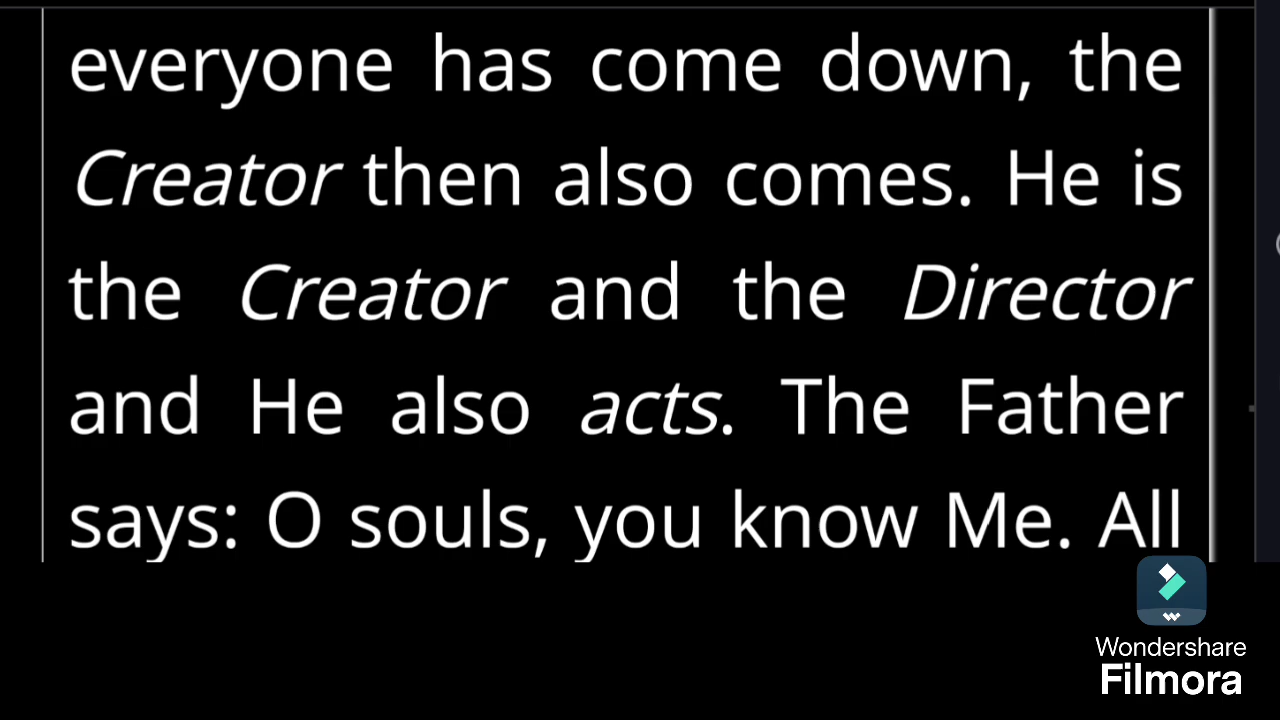 everyone has come down, the
Creator then also comes. He is
the Creator and the Director
and He also acts. The Father
says: O souls, you know Me. All
Wondershare
Filmora